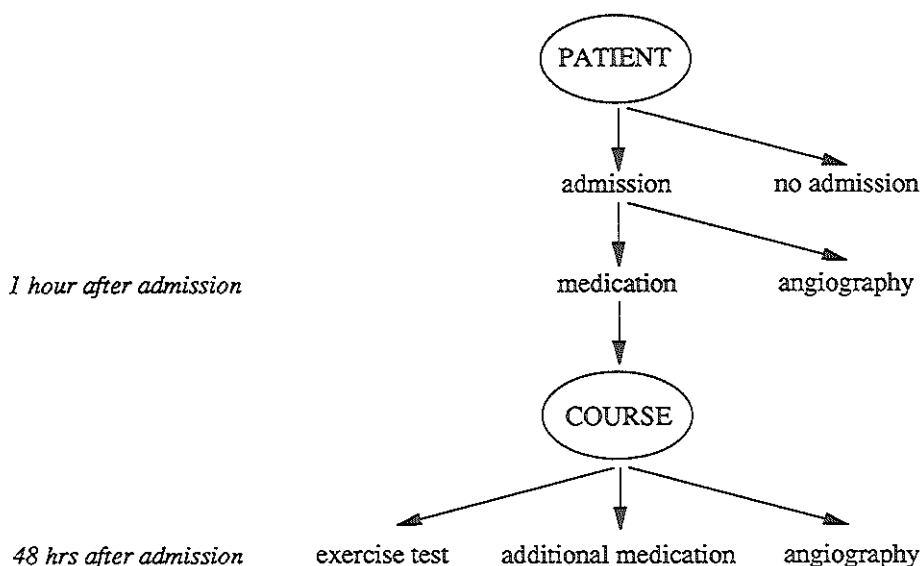 PATIENT
admission no admission
1 hour after admission medication angiography
COURSE
48 hrs after admission exercise test additional medication angiography